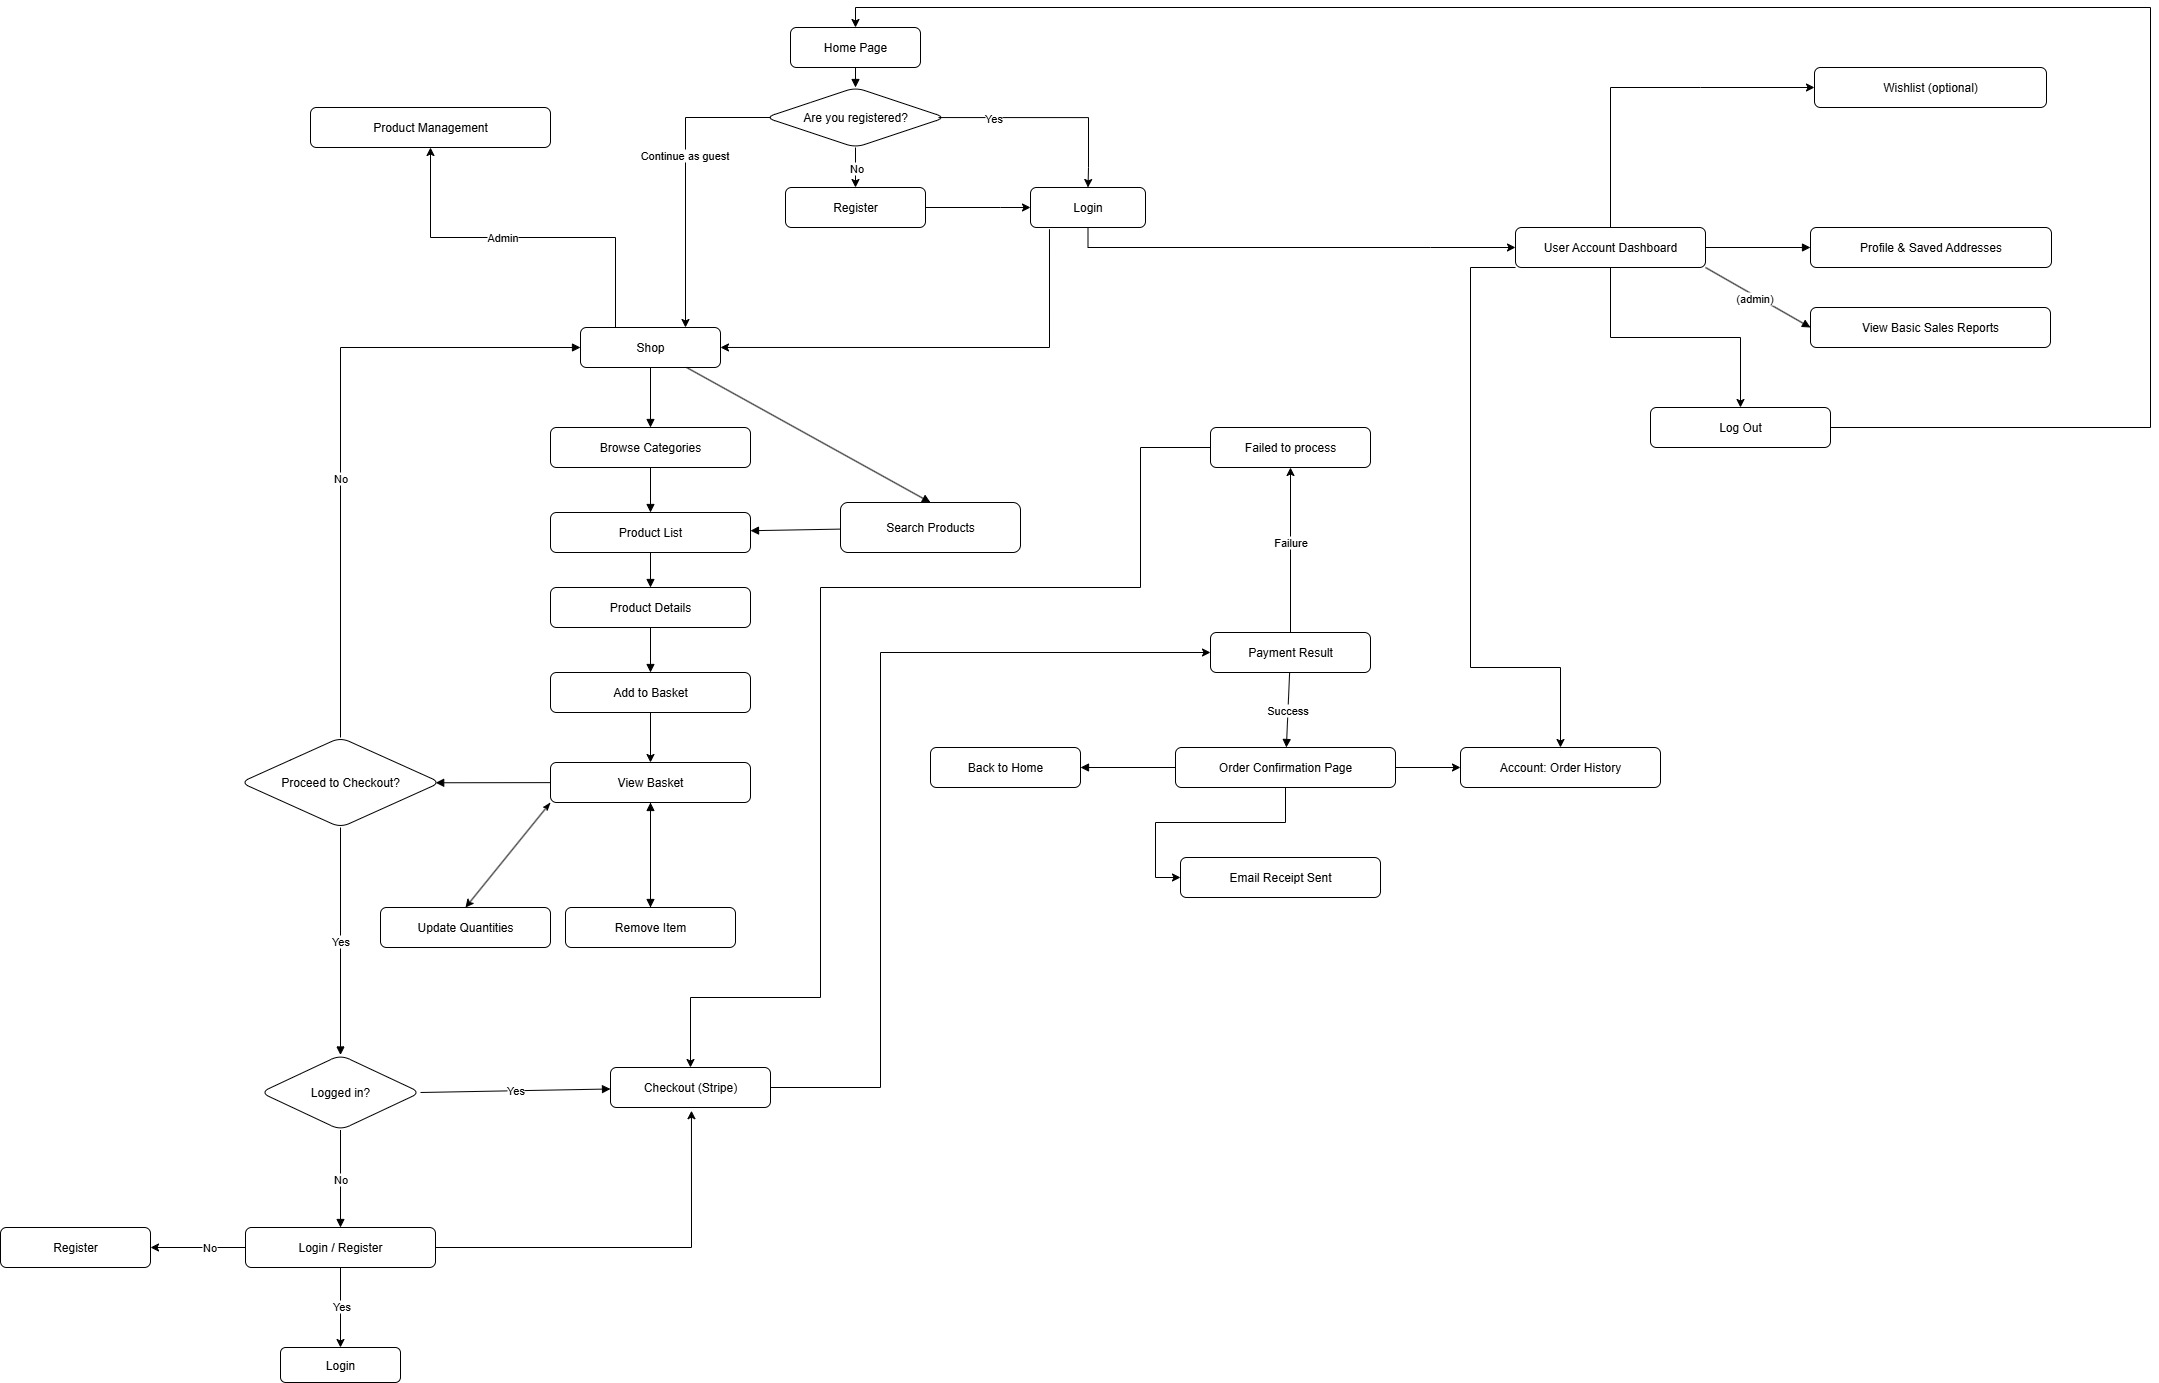 Home Page
Wishlist (optional)
Are you registered?
Yes
Product Management
Continue as guest
No
Register
Login
Admin
User Account Dashboard
Profile & Saved Addresses
(admin)
View Basic Sales Reports
Shop
Log Out
Browse Categories
Failed to process
No
Search Products
Product List
Failure
Product Details
Payment Result
Add to Basket
Success
Back to Home
Order Confirmation Page
Account: Order History
Proceed to Checkout?
View Basket
Email Receipt Sent
Update Quantities
Remove Item
Yes
Logged in?
Yes
Checkout (Stripe)
No
Register
No
Login / Register
Yes
Login